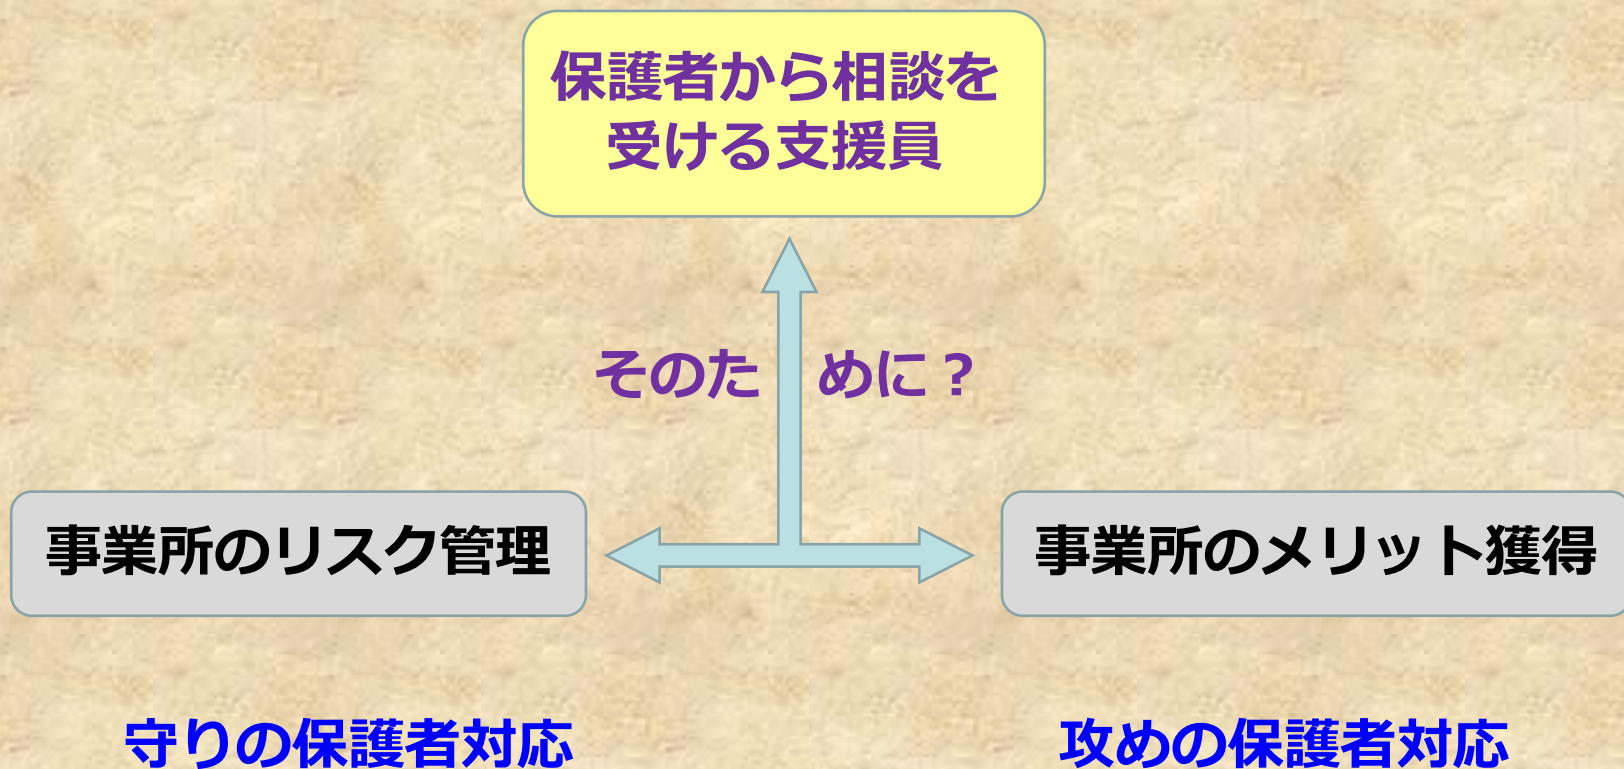 保護者から相談を
受ける支援員
そのために？
事業所のリスク管理
事業所のメリット獲得
守りの保護者対応
攻めの保護者対応